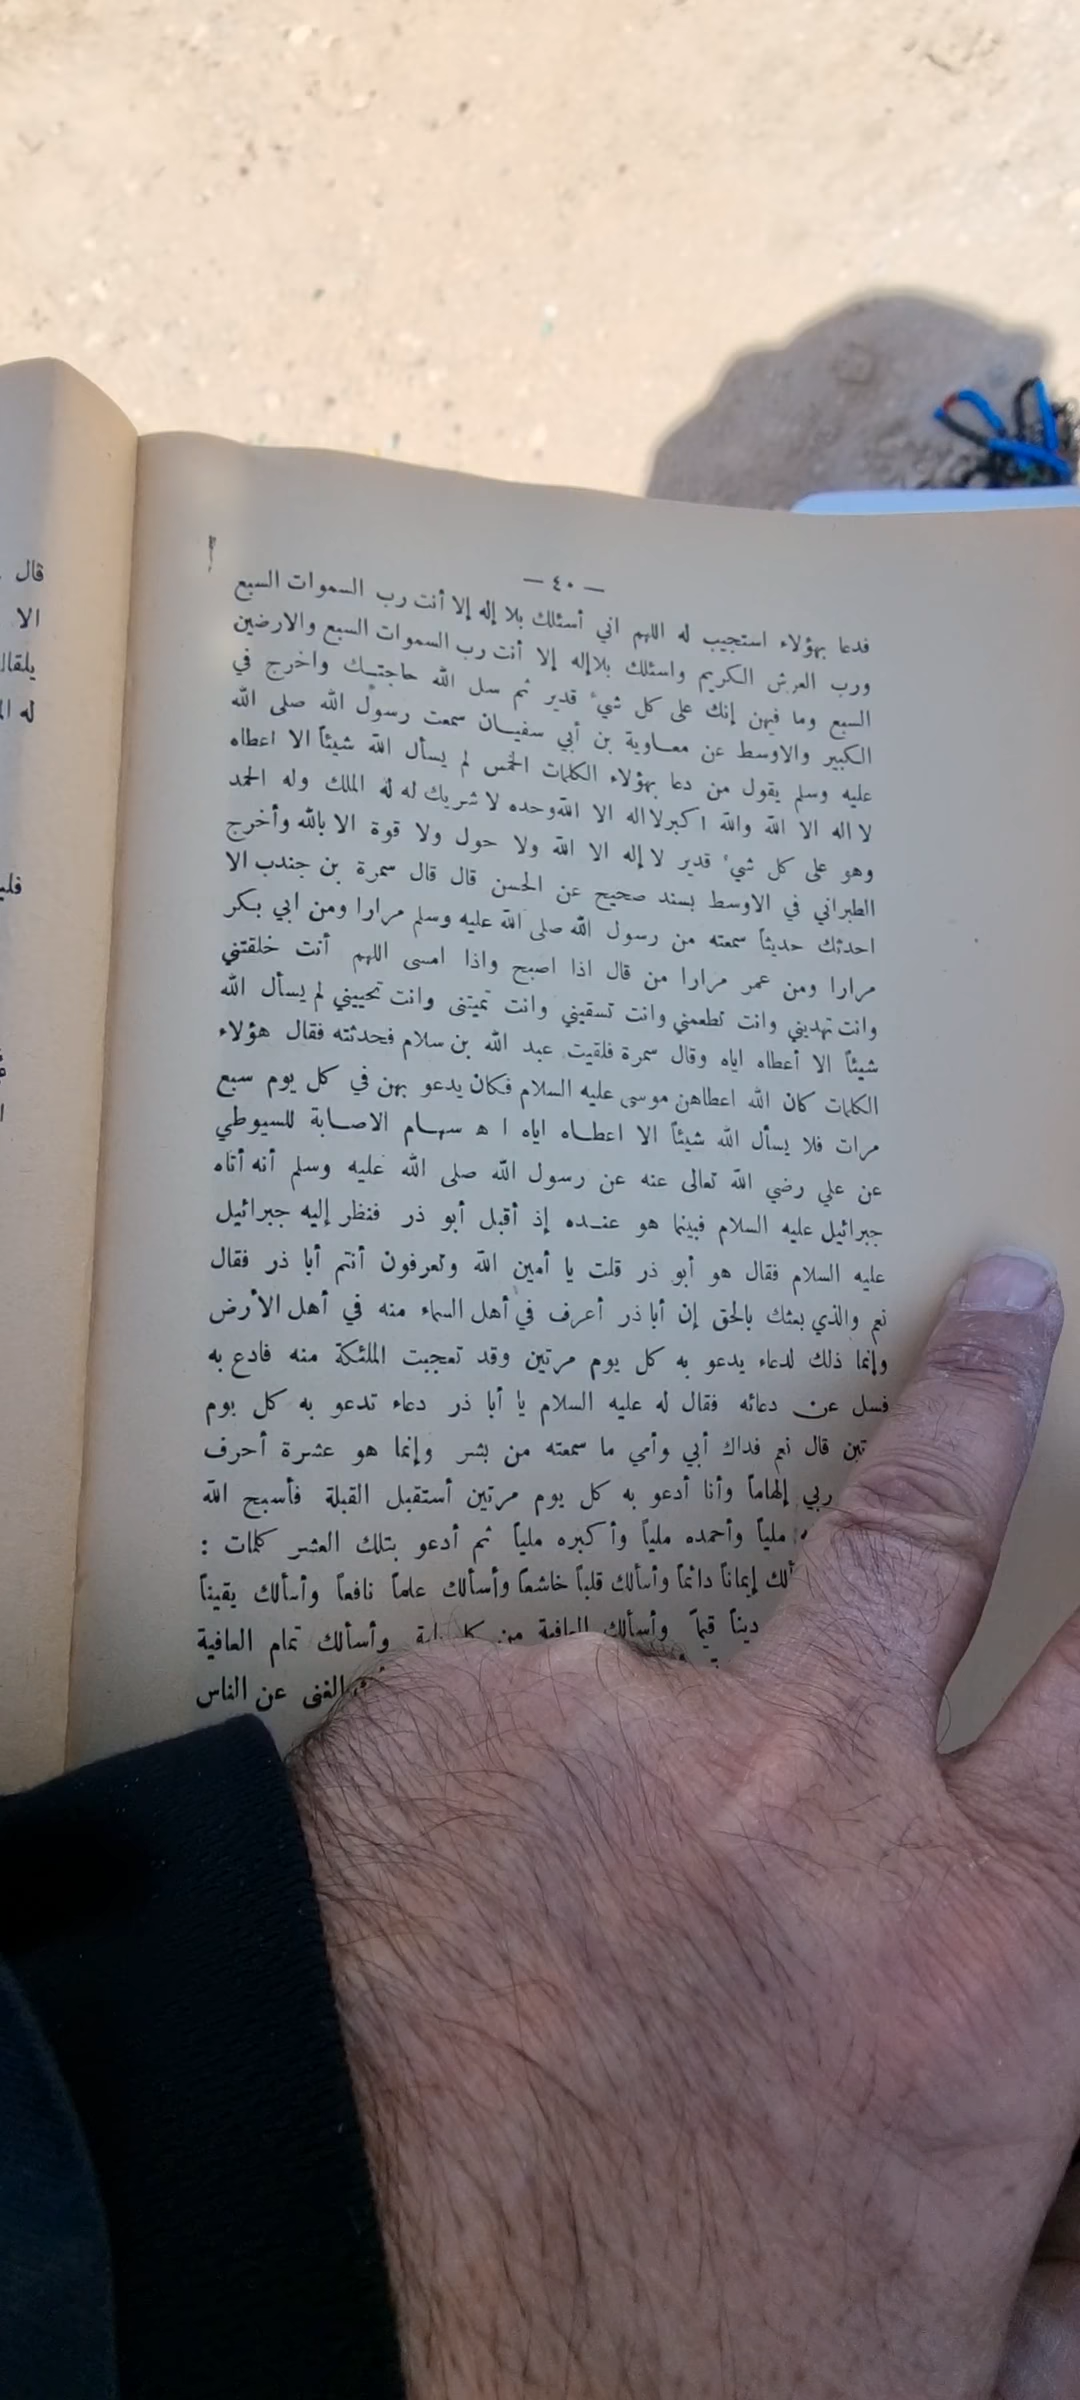 — ٤٠ —
فدعا بهؤلاء استجيب له اللهم اني أسئلك بلا إله إلا أنت رب السموات السبع
ورب العرش الكريم واسئلك بلاإله إلا أنت رب السموات السبع والارضين
السبع وما فيهن إنك على كل شيء قدير ثم سل الله حاجتك واخرج في
الكبير والاوسط عن معاوية بن أبي سفيان سمعت رسول الله صلى الله
عليه وسلم يقول من دعا بهؤلاء الكلمات الخمس لم يسأل الله شيئاً الا اعطاه
لا اله الا الله والله اكبرلااله الا اللهوحده لا شريك له له الملك وله الحمد
وهو على كل شيء قدير لا إله الا الله ولا حول ولا قوة الا بالله وأخرج
الطبراني في الاوسط بسند صحيح عن الحسن قال قال سمرة بن جندب الا
احدثك حديثاً سمعته من رسول الله صلى الله عليه وسلم مرارا ومن ابي بكر
مرارا ومن عمر مرارا من قال اذا اصبح واذا امسى اللهم أنت خلقتني
وانت تهديني وانت تطعمني وانت تسقيني وانت تميتنى وانت تحييني لم يسأل الله
شيئاً الا أعطاه اياه وقال سمرة فلقيت عبد الله بن سلام فحدثته فقال هؤلاء
الكلمات كان الله اعطاهن موسى عليه السلام فكان يدعو بهن في كل يوم سبع
مرات فلا يسأل الله شيئاً الا اعطاه اياه ا ه سهام الاصابة للسيوطي
عن علي رضي الله تعالى عنه عن رسول الله صلى الله عليه وسلم أنه أتاه
جبرائيل عليه السلام فبينما هو عنده إذ أقبل أبو ذر فنظر إليه جبرائيل
عليه السلام فقال هو أبو ذر قلت يا أمين الله وتعرفون أنتم أبا ذر فقال
نعم والذي بعثك بالحق إن أبا ذر أعرف في أهل السماء منه في أهل الأرض
وإنما ذلك لدعاء يدعو به كل يوم مرتين وقد تعجبت الملئكة منه فادع به
فسل عن دعائه فقال له عليه السلام يا أبا ذر دعاء تدعو به كل يوم
تين قال نعم فداك أبي وأمي ما سمعته من بشر وإنما هو عشرة أحرف
ربي إلهاماً وأنا أدعو به كل يوم مرتين أستقبل القبلة فأسبح الله
ملياً وأحمده ملياً وأكبره ملياً ثم أدعو بتلك العشر كلمات :
ألك إيماناً دائماً وأسألك قلباً خاشعاً وأسألك علماً نافعاً وأسألك يقيناً
ديناً قيماً وأسألك العافية من كل بلية وأسألك تمام العافية
الغنى عن الناس
قال
الا
له